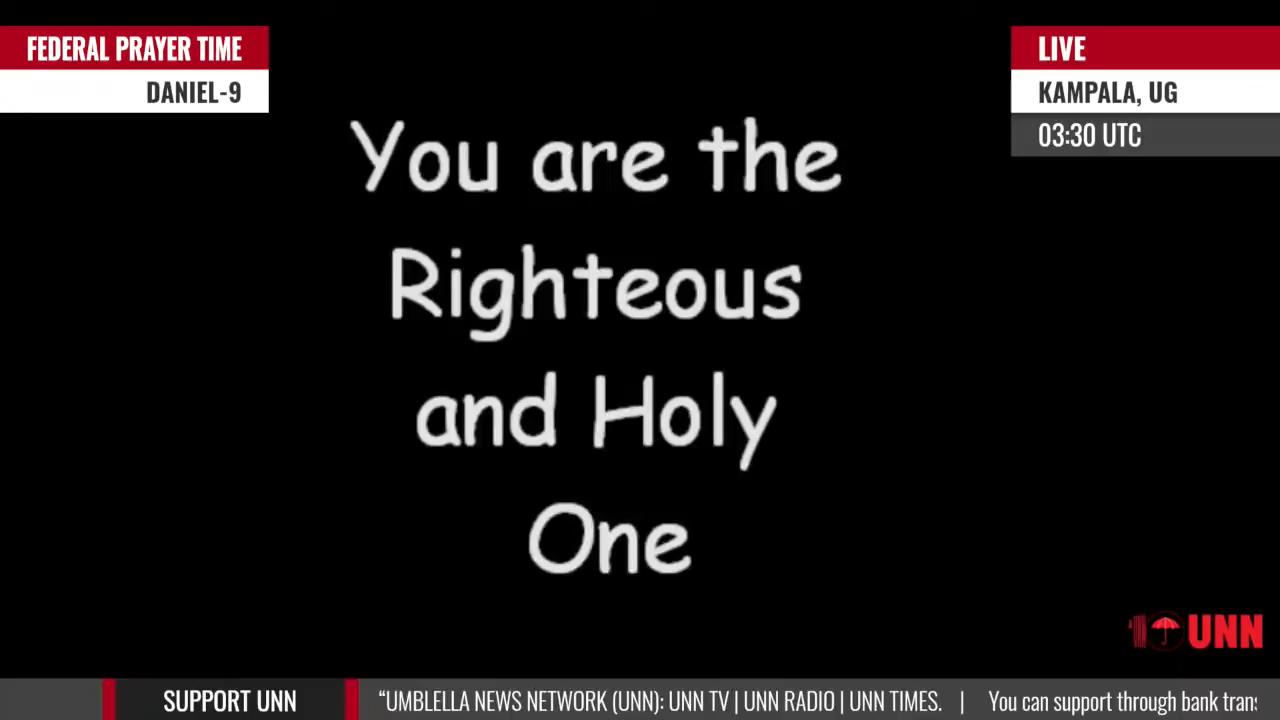 FEDERAL PRAYER TIME
DANIEL-9
LIVE
KAMPALA, UG
03:30 UTC
You are the
Righteous
and Holy
One
UNN
SUPPORT UNN
“UMBLELLA NEWS NETWORK (UNN): UNN TV | UNN RADIO | UNN TIMES. | You can support through bank